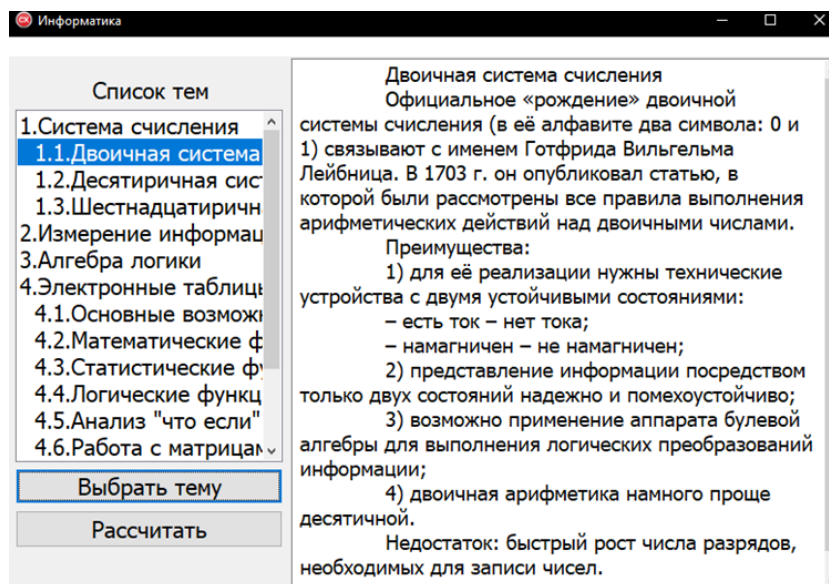 Информатика
Список тем
1.Система счисления
1.1.Двоичная система
1.2.Десятиричная сис
1.3.Шестнадцатиричн
2.Измерение информац
3.Алгебра логики
4.Электронные таблицы
4.1.Основные возможн
4.2.Математические ф
4.3.Статистические фу
4.4.Логические функц
4.5.Анализ "что если"
4.6.Работа с матрицам
Выбрать тему
Рассчитать
Двоичная система счисления
Официальное «рождение» двоичной
системы счисления (в её алфавите два символа: 0 и
1) связывают с именем Готфрида Вильгельма
Лейбница. В 1703 г. он опубликовал статью, в
которой были рассмотрены все правила выполнения
арифметических действий над двоичными числами.
Преимущества:
1) для её реализации нужны технические
устройства с двумя устойчивыми состояниями:
– есть ток – нет тока;
– намагничен – не намагничен;
2) представление информации посредством
только двух состояний надежно и помехоустойчиво;
3) возможно применение аппарата булевой
алгебры для выполнения логических преобразований
информации;
4) двоичная арифметика намного проще
десятичной.
Недостаток: быстрый рост числа разрядов,
необходимых для записи чисел.